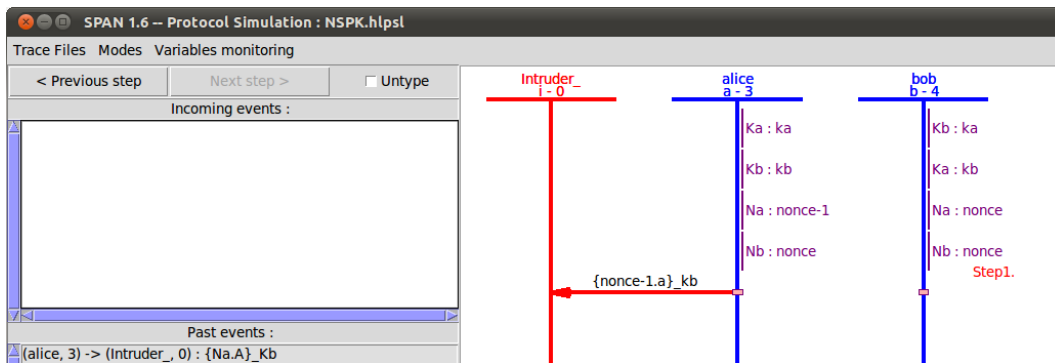 SPAN 1.6 -- Protocol Simulation : NSPK.hlpsl
Trace Files Modes Variables monitoring
< Previous step Next step > Untype
Incoming events :
Past events :
(alice, 3) -> (Intruder_, 0) : {Na.A}_Kb
Intruder_
i - 0
alice
a - 3
bob
b - 4
Ka : ka
Kb : kb
Na : nonce-1
Nb : nonce
Kb : ka
Ka : kb
Na : nonce
Nb : nonce
Step1.
{nonce-1.a}_kb